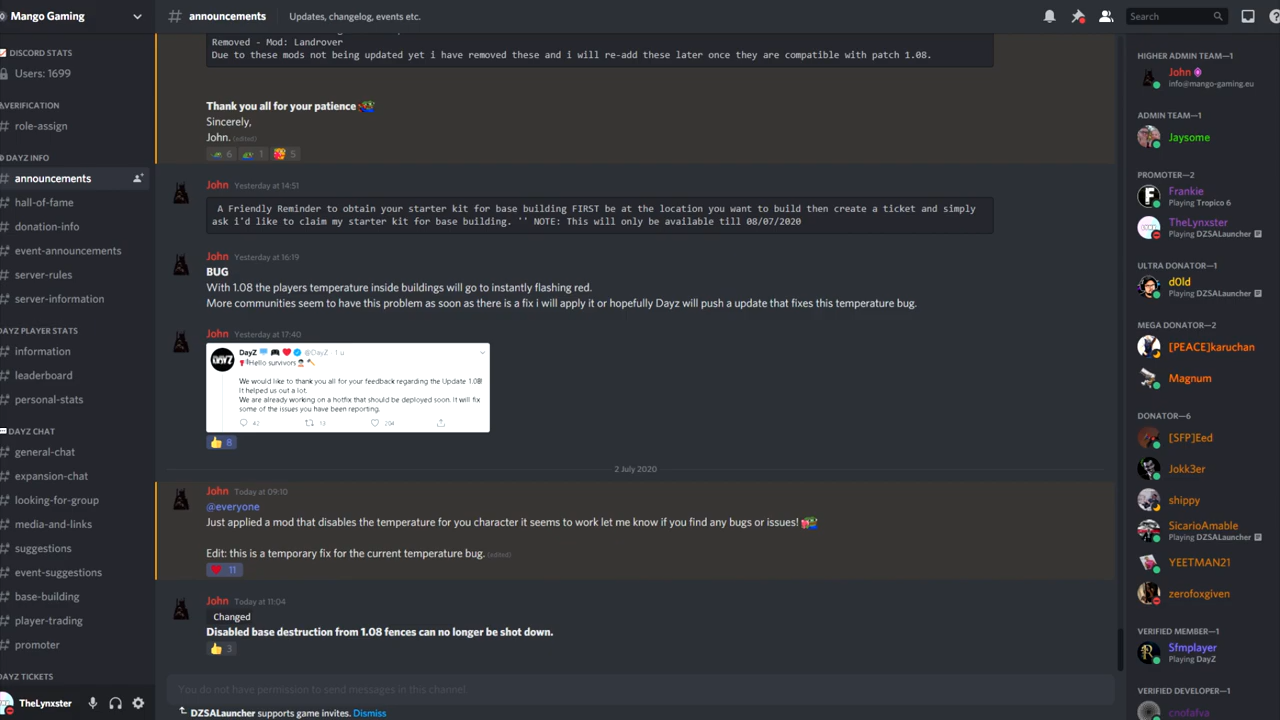 Mango Gaming
# announcements
Updates, changelog, events etc.
Search
DISCORD STATS
Users: 1699
VERIFICATION
# role-assign
DAYZ INFO
# announcements
# hall-of-fame
# donation-info
# event-announcements
# server-rules
# server-information
DAYZ PLAYER STATS
# information
# leaderboard
# personal-stats
DAYZ CHAT
# general-chat
# expansion-chat
# looking-for-group
# media-and-links
# suggestions
# event-suggestions
# base-building
# player-trading
# promoter
DAYZ TICKETS
TheLynxster
Removed - Mod: Landrover
Due to these mods not being updated yet i have removed these and i will re-add these later once they are compatible with patch 1.08.
Thank you all for your patience
Sincerely,
John. (edited)
6 1 5
John Yesterday at 14:51
A Friendly Reminder to obtain your starter kit for base building FIRST be at the location you want to build then create a ticket and simply
ask i'd like to claim my starter kit for base building. '' NOTE: This will only be available till 08/07/2020
John Yesterday at 16:19
BUG
With 1.08 the players temperature inside buildings will go to instantly flashing red.
More communities seem to have this problem as soon as there is a fix i will apply it or hopefully Dayz will push a update that fixes this temperature bug.
John Yesterday at 17:40
DAYZ
DayZ @DayZ · 1 u
Hello survivors
We would like to thank you all for your feedback regarding the Update 1.08!
It helped us out a lot.
We are already working on a hotfix that should be deployed soon. It will fix
some of the issues you have been reporting.
42 13 204
8
2 July 2020
John Today at 09:10
@everyone
Just applied a mod that disables the temperature for you character it seems to work let me know if you find any bugs or issues!
Edit: this is a temporary fix for the current temperature bug. (edited)
11
John Today at 11:04
Changed
Disabled base destruction from 1.08 fences can no longer be shot down.
3
You do not have permission to send messages in this channel.
DZSALauncher supports game invites. Dismiss
HIGHER ADMIN TEAM—1
John
info@mango-gaming.eu
ADMIN TEAM—1
Jaysome
PROMOTER—2
Frankie
Playing Tropico 6
TheLynxster
Playing DZSALauncher
ULTRA DONATOR—1
d0ld
Playing DZSALauncher
MEGA DONATOR—2
[PEACE]karuchan
Magnum
DONATOR—6
[SFP]Eed
Jokk3er
shippy
SicarioAmable
Playing DZSALauncher
YEETMAN21
zerofoxgiven
VERIFIED MEMBER—1
Sfmplayer
Playing DayZ
VERIFIED DEVELOPER—1